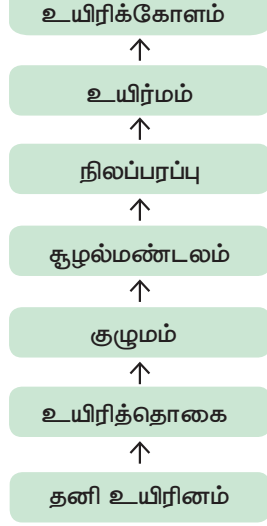 உயிரிக்கோளம்
உயிர்மம்
நிலப்பரப்பு
சூழல்மண்டலம்
குழுமம்
உயிரித்தொகை
தனி உயிரினம்